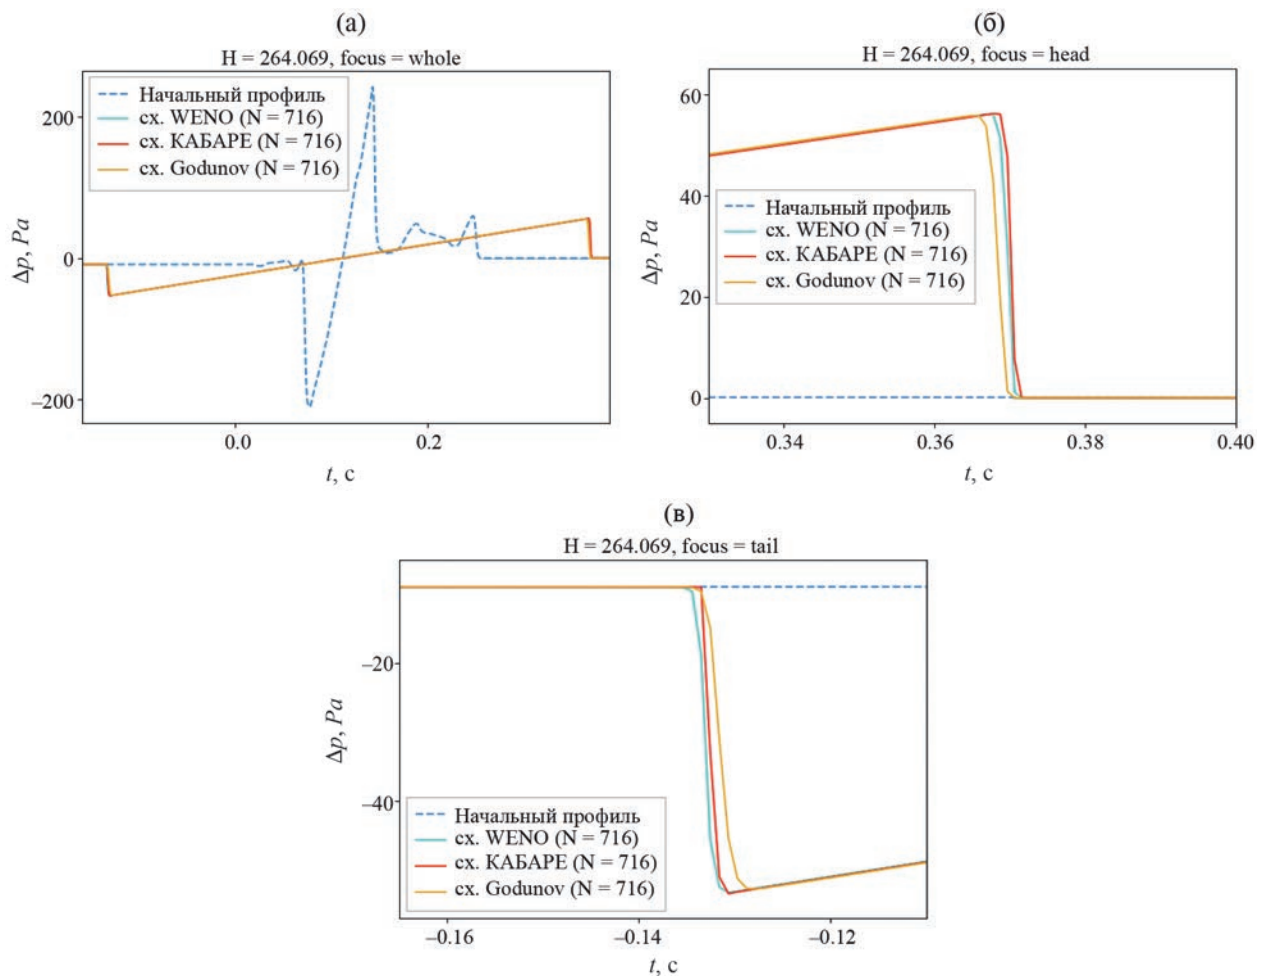 (а)
H = 264.069, focus = whole
Начальный профиль
сх. WENO (N = 716)
сх. КАБАРЕ (N = 716)
сх. Godunov (N = 716)
200
0
–200
Δp, Pa
0.0
0.2
t, с
(б)
H = 264.069, focus = head
60
40
20
0
Δp, Pa
Начальный профиль
сх. WENO (N = 716)
сх. КАБАРЕ (N = 716)
сх. Godunov (N = 716)
0.34
0.36
0.38
0.40
t, с
(в)
H = 264.069, focus = tail
–20
–40
Δp, Pa
Начальный профиль
сх. WENO (N = 716)
сх. КАБАРЕ (N = 716)
сх. Godunov (N = 716)
–0.16
–0.14
–0.12
t, с